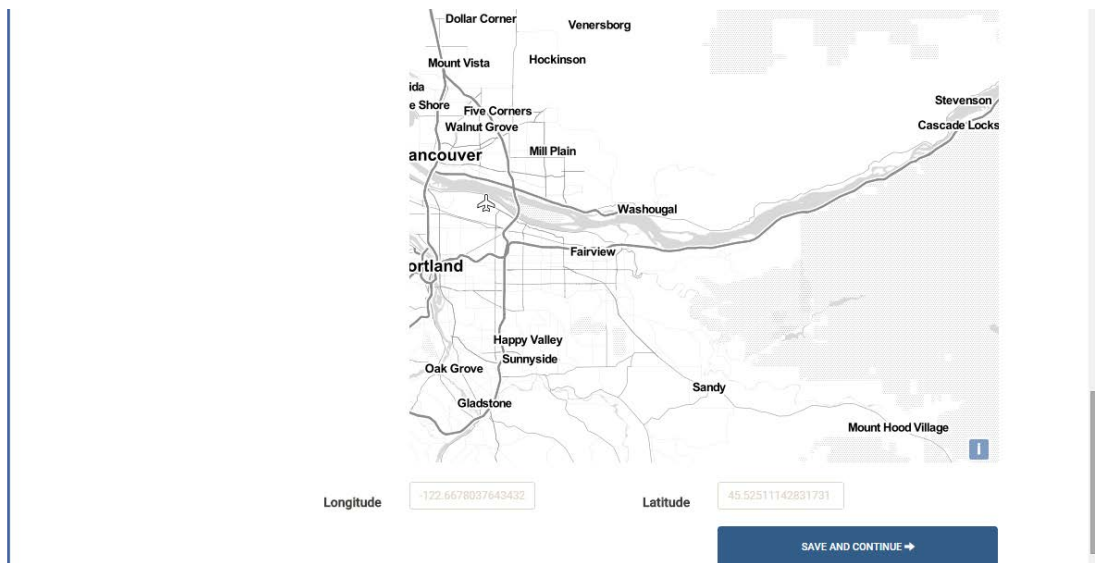 Dollar Corner
Venersborg
Mount Vista
Hockinson
ida
e Shore
Five Corners
Walnut Grove
Stevenson
Cascade Locks
ancouver
Mill Plain
Washougal
Fairview
ortland
Happy Valley
Sunnyside
Oak Grove
Sandy
Gladstone
Mount Hood Village
I
Longitude
-122.6678037643432
Latitude
45.52511142831731
SAVE AND CONTINUE